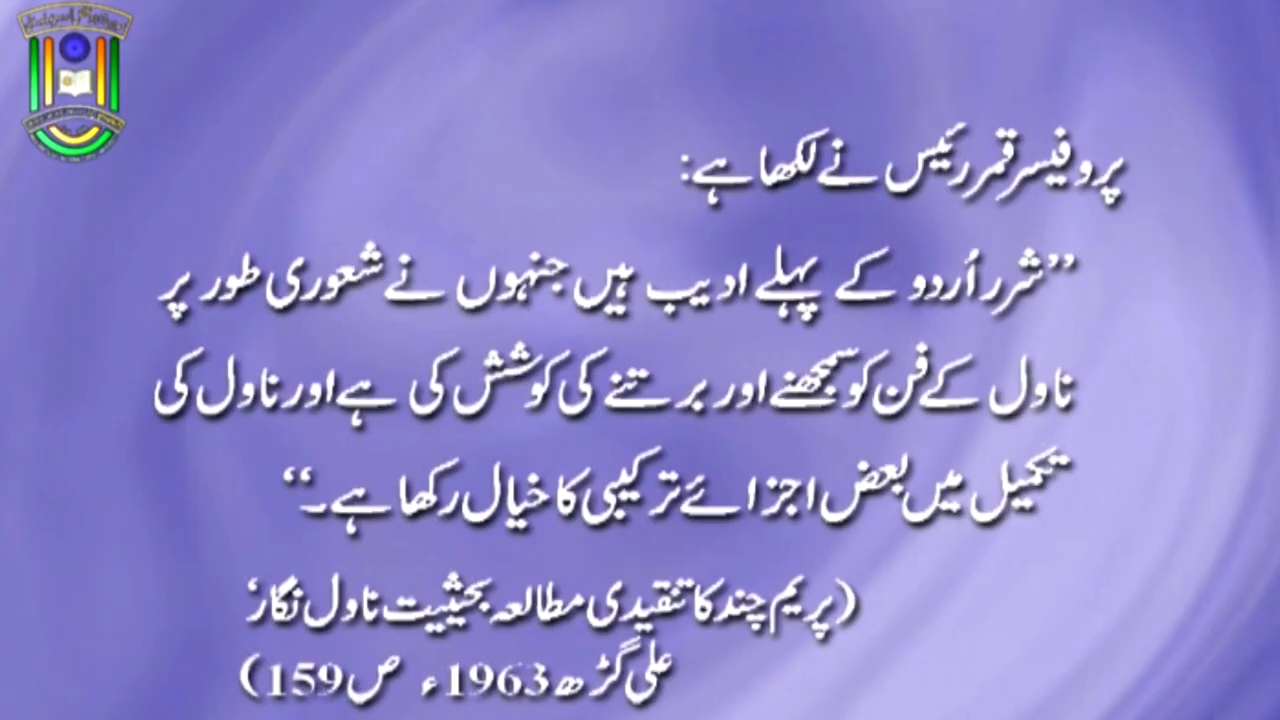 پروفیسر قمر رئیس نے لکھا ہے:
”شرر اُردو کے پہلے ادیب ہیں جنہوں نے شعوری طور پر
ناول کے فن کو سمجھنے اور برتنے کی کوشش کی ہے اور ناول کی
تکمیل میں بعض اجزائے ترکیبی کا خیال رکھا ہے۔“
(پریم چند کا تنقیدی مطالعہ بحیثیت ناول نگار‘
علی گڑھ 1963ء ص 159)